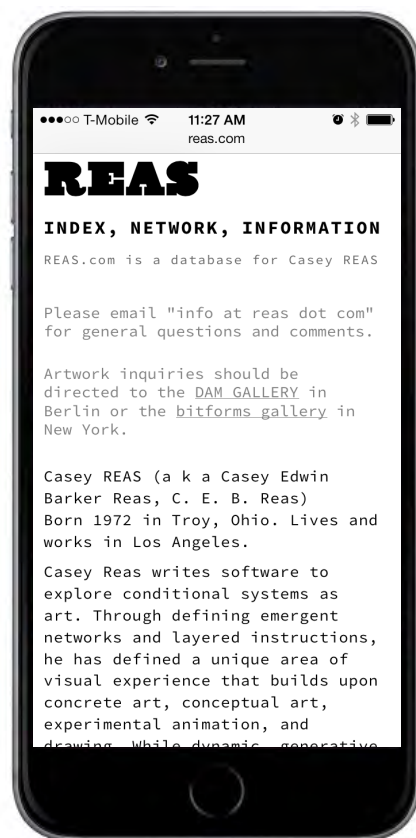 ●●●○○ T-Mobile 11:27 AM
reas.com
REAS
INDEX, NETWORK, INFORMATION
REAS.com is a database for Casey REAS
Please email "info at reas dot com"
for general questions and comments.
Artwork inquiries should be
directed to the DAM GALLERY in
Berlin or the bitforms gallery in
New York.
Casey REAS (a k a Casey Edwin
Barker Reas, C. E. B. Reas)
Born 1972 in Troy, Ohio. Lives and
works in Los Angeles.
Casey Reas writes software to
explore conditional systems as
art. Through defining emergent
networks and layered instructions,
he has defined a unique area of
visual experience that builds upon
concrete art, conceptual art,
experimental animation, and
drawing. While dynamic, generative